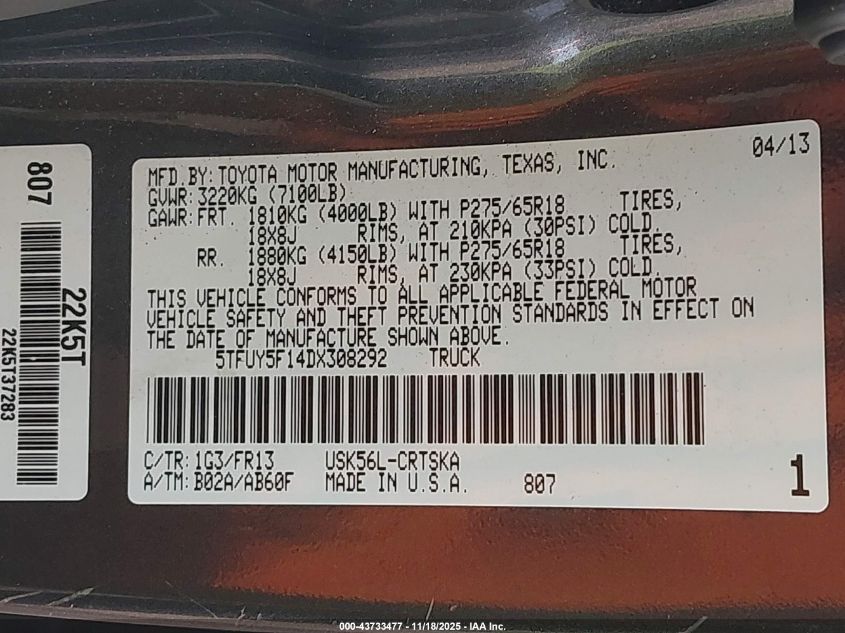 807
22K5T
22K5T37283
MFD.BY:TOYOTA MOTOR MANUFACTURING, TEXAS, INC. 04/13
GVWR:3220KG (7100LB)
GAWR:FRT. 1810KG (4000LB) WITH P275/65R18 TIRES,
18X8J RIMS, AT 210KPA (30PSI) COLD.
RR. 1880KG (4150LB) WITH P275/65R18 TIRES,
18X8J RIMS, AT 230KPA (33PSI) COLD.
THIS VEHICLE CONFORMS TO ALL APPLICABLE FEDERAL MOTOR
VEHICLE SAFETY AND THEFT PREVENTION STANDARDS IN EFFECT ON
THE DATE OF MANUFACTURE SHOWN ABOVE.
5TFUY5F14DX308292 TRUCK
C/TR:1G3/FR13 USK56L-CRTSKA
A/TM:B02A/AB60F MADE IN U.S.A. 807 1
000-43733477 - 11/18/2025 - IAA Inc.